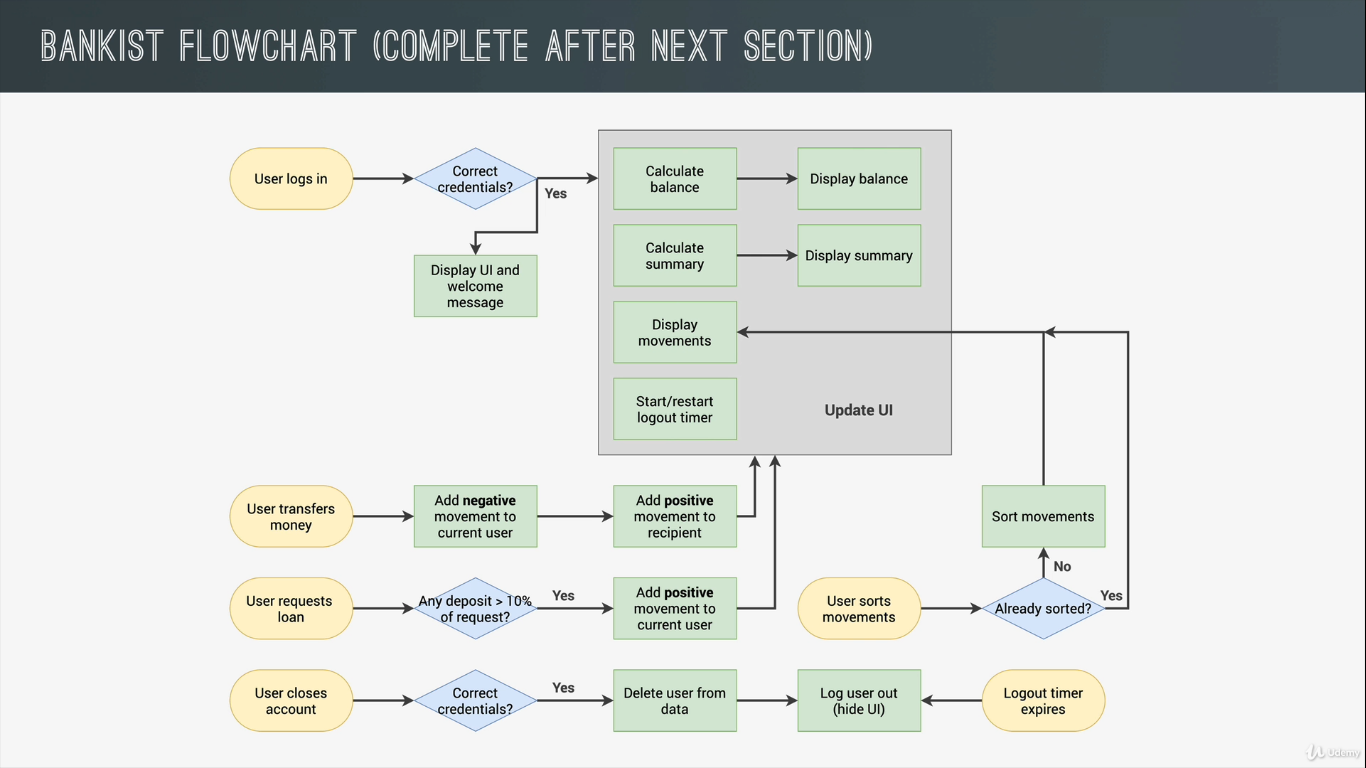 BANKIST FLOWCHART (COMPLETE AFTER NEXT SECTION)
User logs in
Correct
credentials?
Yes
Display UI and
welcome
message
Calculate
balance
Display balance
Calculate
summary
Display summary
Display
movements
Start/restart
logout timer
Update UI
User transfers
money
Add negative
movement to
current user
Add positive
movement to
recipient
User requests
loan
Any deposit > 10%
of request?
Yes
Add positive
movement to
current user
User sorts
movements
Already sorted?
No
Yes
Sort movements
User closes
account
Correct
credentials?
Yes
Delete user from
data
Log user out
(hide UI)
Logout timer
expires
Udemy